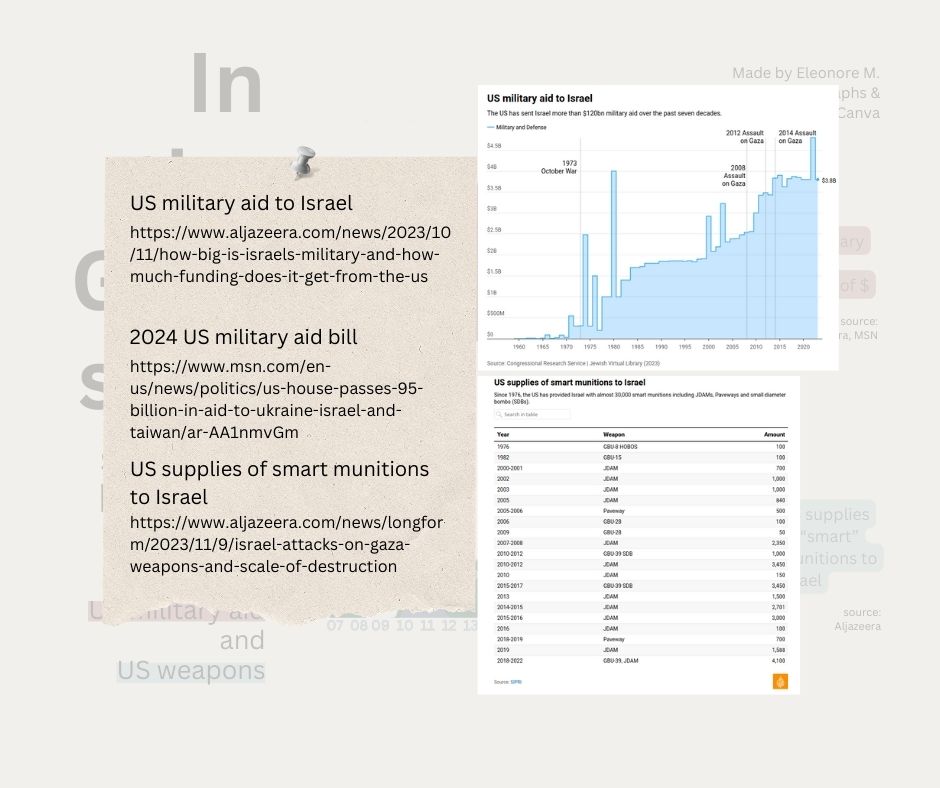 In
Made by Eleonore M.
Canva
US military aid to Israel
https://www.aljazeera.com/news/2023/10
/11/how-big-is-israels-military-and-how-
much-funding-does-it-get-from-the-us
2024 US military aid bill
https://www.msn.com/en-
us/news/politics/us-house-passes-95-
billion-in-aid-to-ukraine-israel-and-
taiwan/ar-AA1nmvGm
US supplies of smart munitions
to Israel
https://www.aljazeera.com/news/longfor
m/2023/11/9/israel-attacks-on-gaza-
weapons-and-scale-of-destruction
and
US weapons
07 08 09 10 11 12 13
US military aid to Israel
The US has sent Israel more than $120bn military aid over the past seven decades.
Military and Defense
2012 Assault
on Gaza
2014 Assault
on Gaza
1973
October War
2008
Assault
on Gaza
$4.5B
$4B
$3.5B
$3B
$2.5B
$2B
$1.5B
$1B
$500M
$0
$3.8B
1960 1965 1970 1975 1980 1985 1990 1995 2000 2005 2010 2015 2020
Source: Congressional Research Service | Jewish Virtual Library (2023)
US supplies of smart munitions to Israel
Since 1976, the US has provided Israel with almost 30,000 smart munitions including JDAMs, Paveways and small diameter
bombs (SDBs).
Search in table
Year Weapon Amount
1976 GBU-8 HOBOS 100
1982 GBU-15 100
2000-2001 JDAM 700
2002 JDAM 1,000
2003 JDAM 1,000
2005 JDAM 840
2005-2006 Paveway 500
2006 GBU-28 100
2009 GBU-28 50
2007-2008 JDAM 2,350
2010-2012 GBU-39 SDB 1,000
2010-2012 JDAM 3,450
2010 JDAM 150
2015-2017 GBU-39 SDB 3,450
2013 JDAM 1,500
2014-2015 JDAM 2,701
2015-2016 JDAM 3,000
2016 JDAM 100
2018-2019 Paveway 700
2019 JDAM 1,588
2018-2022 GBU-39, JDAM 4,100
Source: SIPRI
of $
source:
MSN
supplies
"smart"
to
source:
Aljazeera